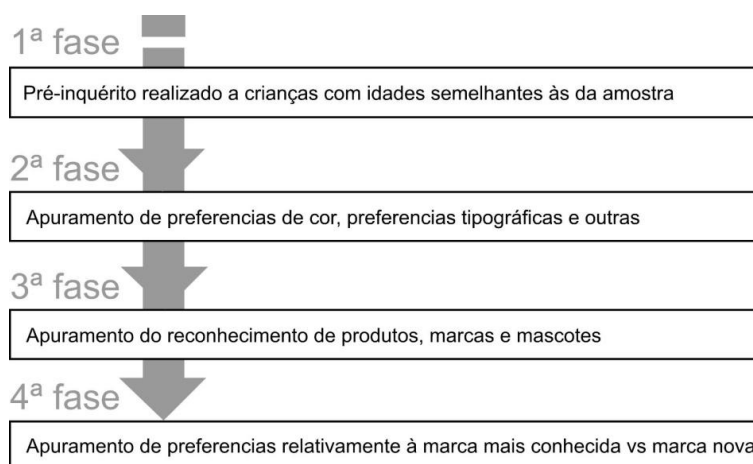 1ª fase
Pré-inquérito realizado a crianças com idades semelhantes às da amostra
2ª fase
Apuramento de preferencias de cor, preferencias tipográficas e outras
3ª fase
Apuramento do reconhecimento de produtos, marcas e mascotes
4ª fase
Apuramento de preferencias relativamente à marca mais conhecida vs marca nova